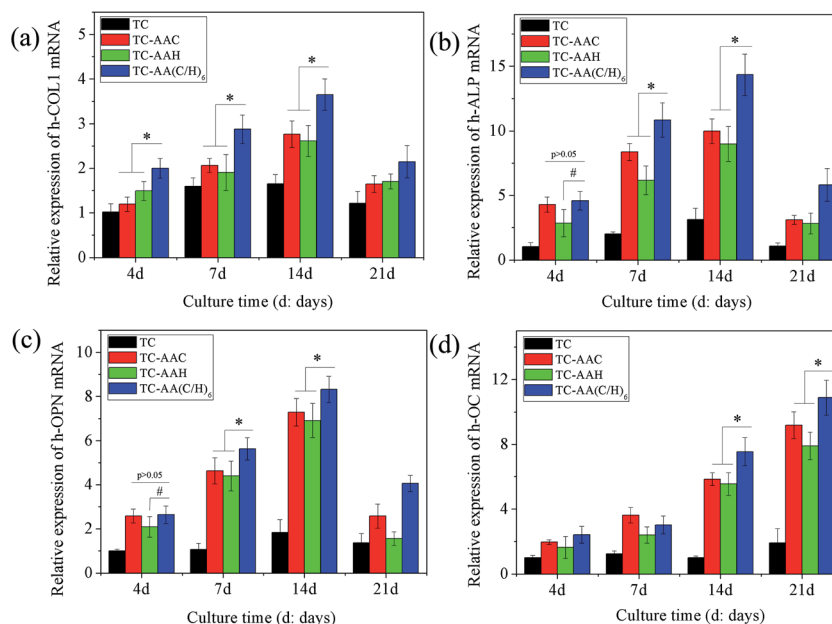 (a)
TC
TC-AAC
TC-AAH
TC-AA(C/H)6
Relative expression of h-COL1 mRNA
5
4
3
2
1
0
*
*
*
4d 7d 14d 21d
Culture time (d: days)
(b)
TC
TC-AAC
TC-AAH
TC-AA(C/H)6
Relative expression of h-ALP mRNA
15
10
5
0
p>0.05
#
*
*
4d 7d 14d 21d
Culture time (d: days)
(c)
TC
TC-AAC
TC-AAH
TC-AA(C/H)6
Relative expression of h-OPN mRNA
10
8
6
4
2
0
p>0.05
#
*
*
4d 7d 14d 21d
Culture time (d: days)
(d)
TC
TC-AAC
TC-AAH
TC-AA(C/H)6
Relative expression of h-OC mRNA
12
8
4
0
*
*
4d 7d 14d 21d
Culture time (d: days)